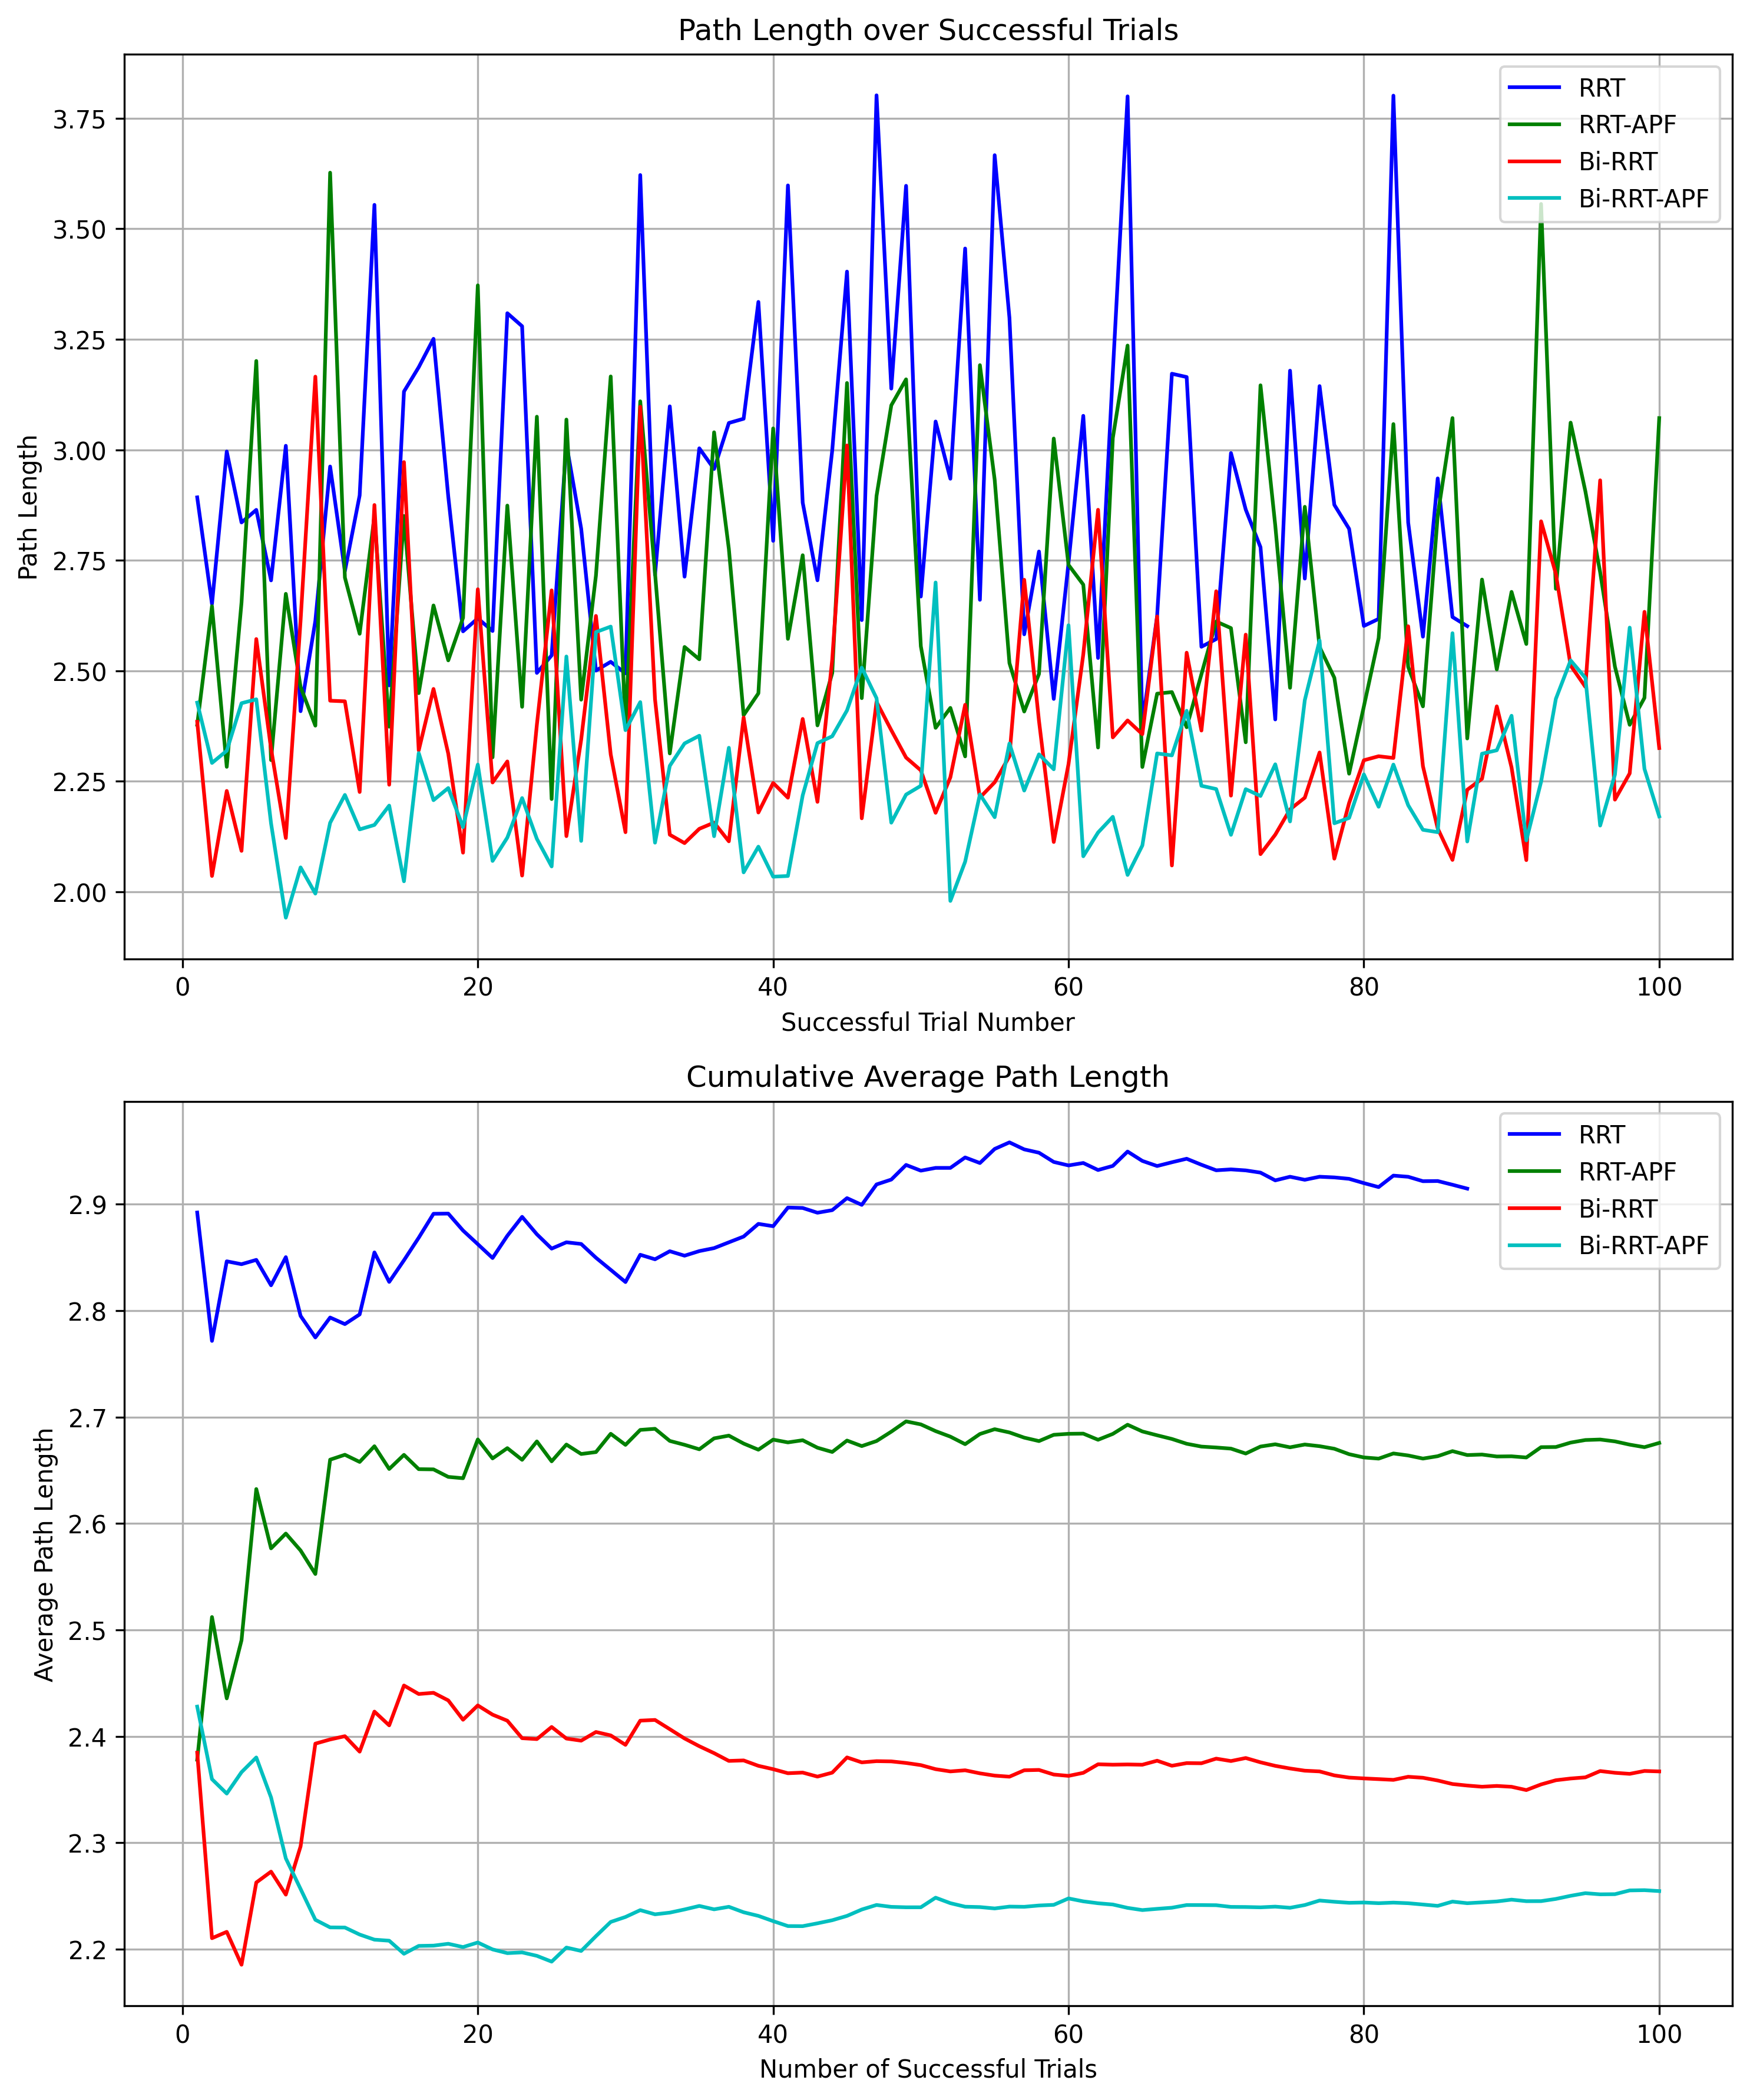 Path Length over Successful Trials
RRT
RRT-APF
Bi-RRT
Bi-RRT-APF
Path Length
3.75
3.50
3.25
3.00
2.75
2.50
2.25
2.00
0 20 40 60 80 100
Successful Trial Number
Cumulative Average Path Length
RRT
RRT-APF
Bi-RRT
Bi-RRT-APF
Average Path Length
2.9
2.8
2.7
2.6
2.5
2.4
2.3
2.2
0 20 40 60 80 100
Number of Successful Trials